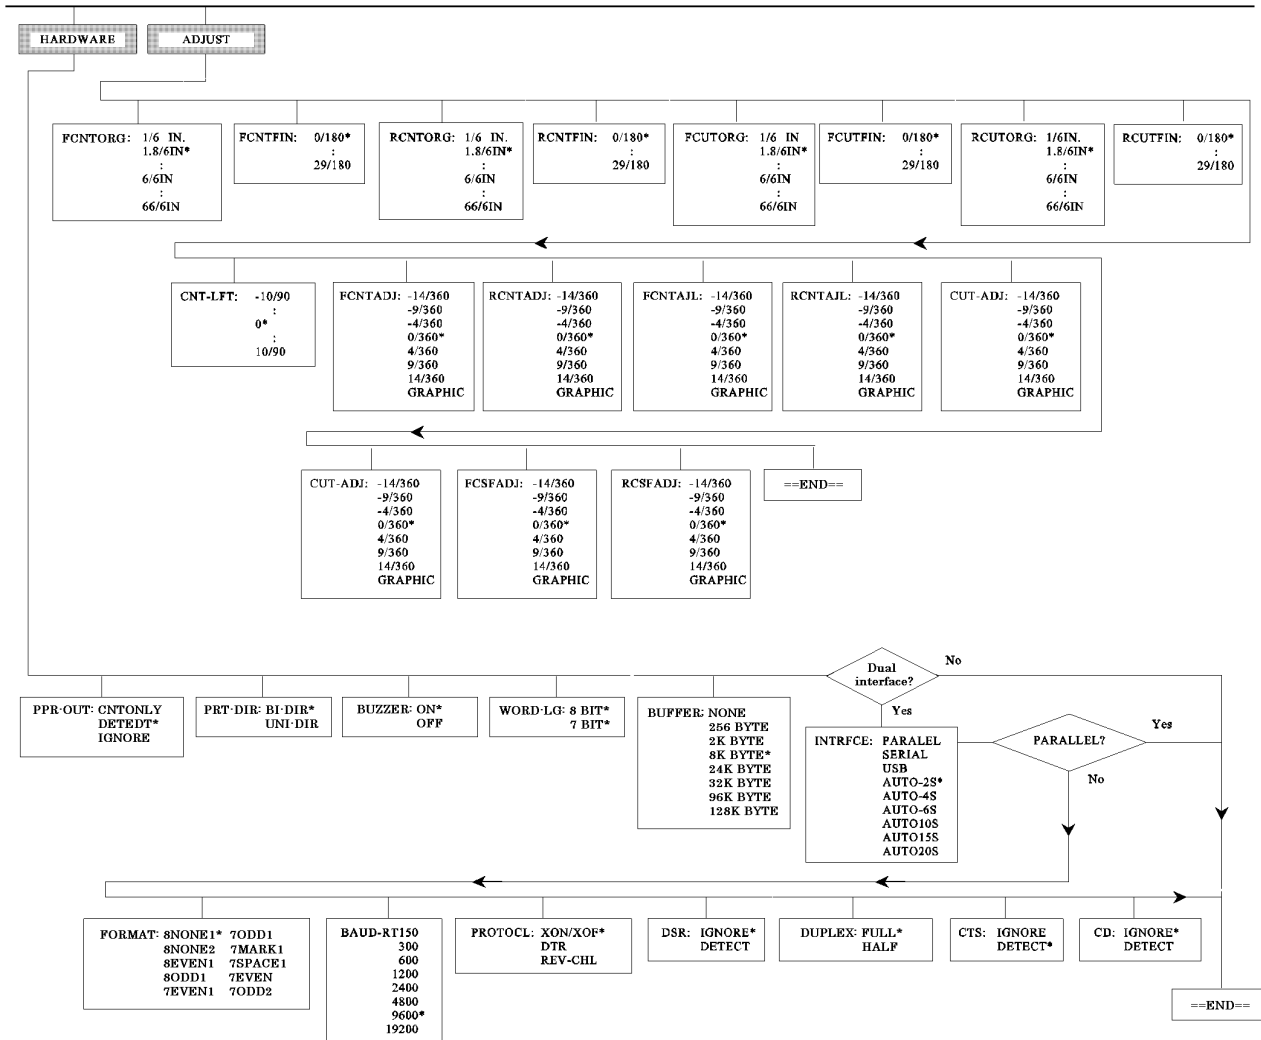 HARDWARE
ADJUST
FCNTORG: 1/6 IN.
1.8/6IN*
:
6/6IN
:
66/6IN
FCNTFIN: 0/180*
:
29/180
RCNTORG: 1/6 IN.
1.8/6IN*
:
6/6IN
:
66/6IN
RCNTFIN: 0/180*
:
29/180
FCUTORG: 1/6 IN
1.8/6IN*
:
6/6IN
:
66/6IN
FCUTFIN: 0/180*
:
29/180
RCUTORG: 1/6IN.
1.8/6IN*
:
6/6IN
:
66/6IN
RCUTFIN: 0/180*
:
29/180
CNT-LFT: -10/90
:
0*
:
10/90
FCNTADJ: -14/360
-9/360
-4/360
0/360*
4/360
9/360
14/360
GRAPHIC
RCNTADJ: -14/360
-9/360
-4/360
0/360*
4/360
9/360
14/360
GRAPHIC
FCNTAJL: -14/360
-9/360
-4/360
0/360*
4/360
9/360
14/360
GRAPHIC
RCNTAJL: -14/360
-9/360
-4/360
0/360*
4/360
9/360
14/360
GRAPHIC
CUT-ADJ: -14/360
-9/360
-4/360
0/360*
4/360
9/360
14/360
GRAPHIC
CUT-ADJ: -14/360
-9/360
-4/360
0/360*
4/360
9/360
14/360
GRAPHIC
FCSFADJ: -14/360
-9/360
-4/360
0/360*
4/360
9/360
14/360
GRAPHIC
RCSFADJ: -14/360
-9/360
-4/360
0/360*
4/360
9/360
14/360
GRAPHIC
==END==
PPR·OUT: CNTONLY
DETEDT*
IGNORE
PRT·DIR: BI·DIR*
UNI·DIR
BUZZER: ON*
OFF
WORD·LG: 8 BIT*
7 BIT*
BUFFER: NONE
256 BYTE
2K BYTE
8K BYTE*
24K BYTE
32K BYTE
96K BYTE
128K BYTE
Dual
interface?
No
Yes
INTRFCE: PARALEL
SERIAL
USB
AUTO-2S*
AUTO-4S
AUTO-6S
AUTO10S
AUTO15S
AUTO20S
PARALLEL?
Yes
No
FORMAT: 8NONE1* 7ODD1
8NONE2 7MARK1
8EVEN1 7SPACE1
8ODD1 7EVEN
7EVEN1 7ODD2
BAUD-RT150
300
600
1200
2400
4800
9600*
19200
PROTOCL: XON/XOF*
DTR
REV-CHL
DSR: IGNORE*
DETECT
DUPLEX: FULL*
HALF
CTS: IGNORE
DETECT*
CD: IGNORE*
DETECT
==END==